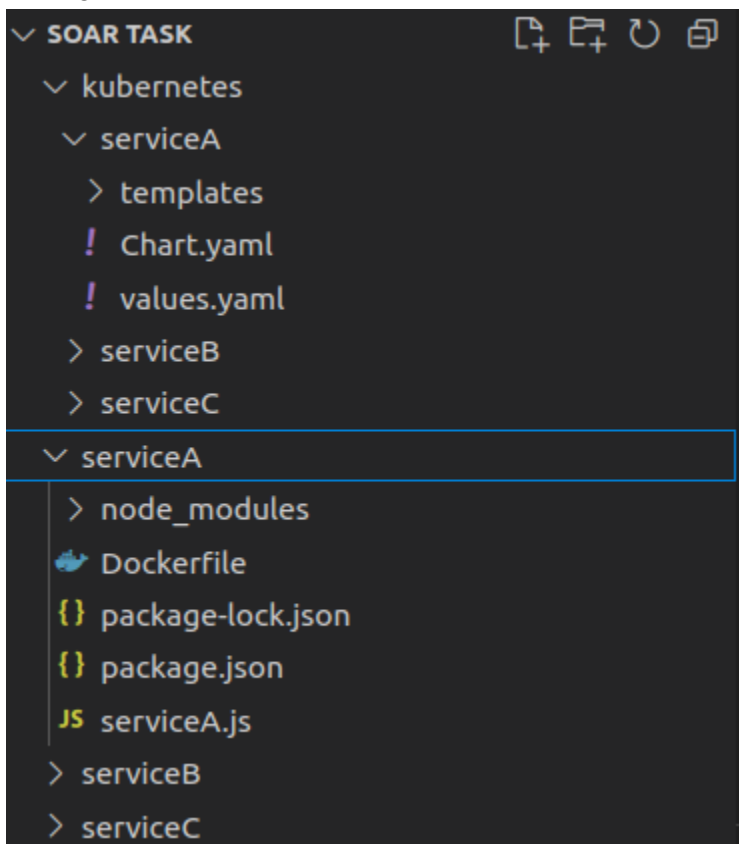 SOAR TASK
kubernetes
serviceA
templates
! Chart.yaml
! values.yaml
serviceB
serviceC
serviceA
node_modules
Dockerfile
{} package-lock.json
{} package.json
JS serviceA.js
serviceB
serviceC